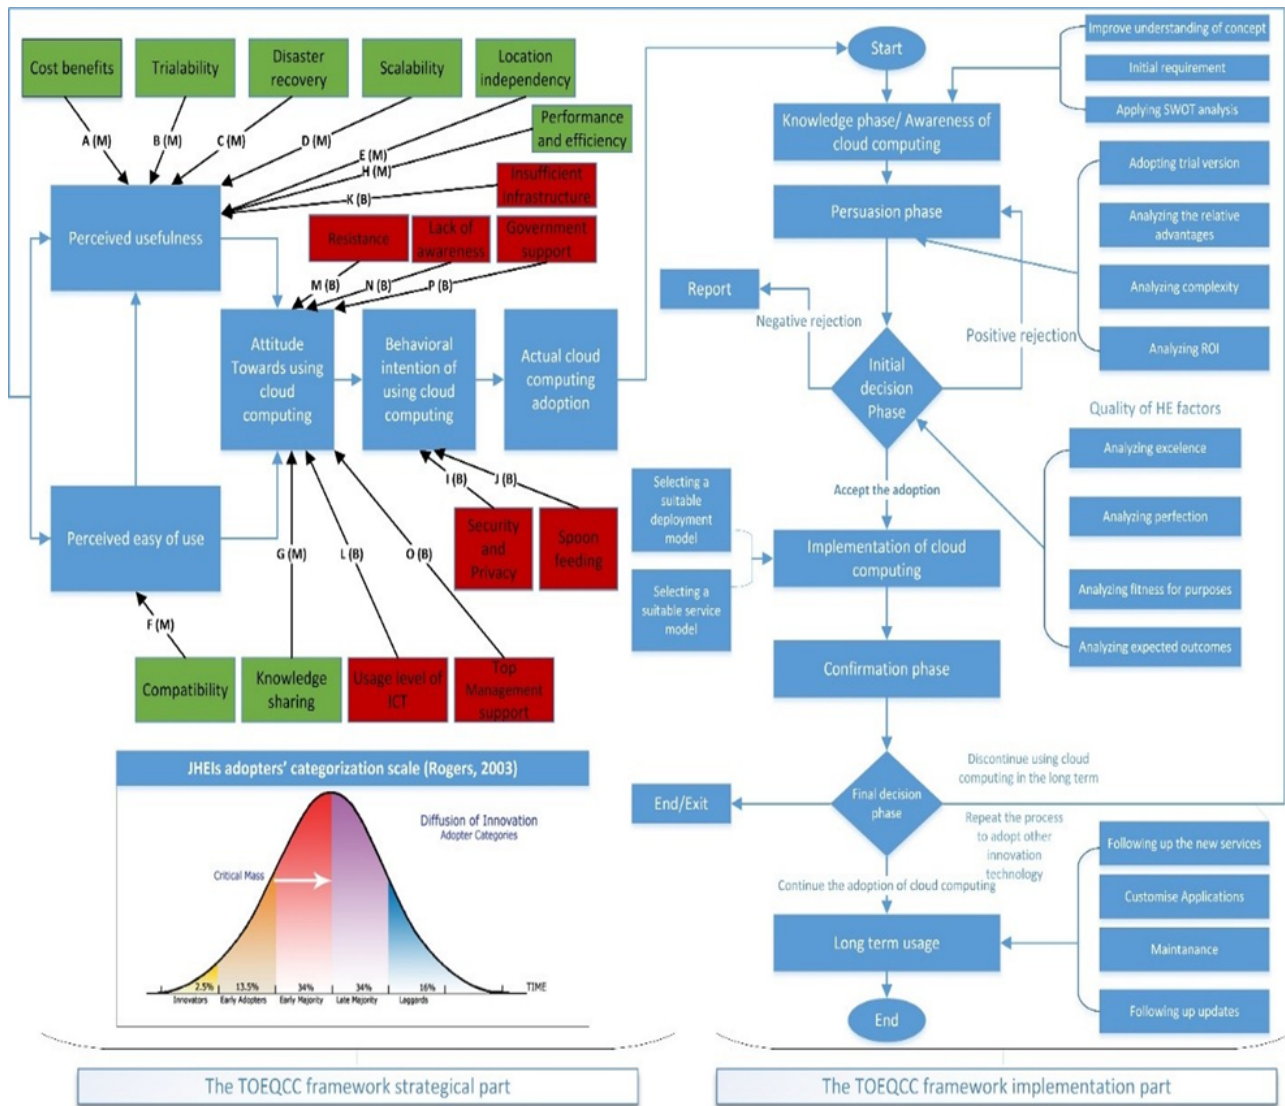 Cost benefits
Trialability
Disaster
recovery
Scalability
Location
independency
Performance
and efficiency
A (M)
B (M)
C (M)
D (M)
E (M)
H (M)
K (B)
Insufficient
infrastructure
Perceived usefulness
Resistance
Lack of
awareness
Government
support
M (B)
N (B)
P (B)
Attitude
Towards using
cloud
computing
Behavioral
intention of
using cloud
computing
Actual cloud
computing
adoption
Perceived easy of use
G (M)
L (B)
O (B)
I (B)
J (B)
Security
and
Privacy
Spoon
feeding
F (M)
Compatibility
Knowledge
sharing
Usage level of
ICT
Top
Management
support
JHEIs adopters' categorization scale (Rogers, 2003)
Diffusion of Innovation
Adopter Categories
Critical Mass
2.5%
13.5%
34%
34%
16%
TIME
Innovators
Early Adopters
Early Majority
Late Majority
Laggards
The TOEQCC framework strategical part
Start
Improve understanding of concept
Initial requirement
Applying SWOT analysis
Knowledge phase/ Awareness of
cloud computing
Persuasion phase
Adopting trial version
Analyzing the relative
advantages
Analyzing complexity
Analyzing ROI
Report
Negative rejection
Positive rejection
Initial
decision
Phase
Quality of HE factors
Analyzing excelence
Analyzing perfection
Analyzing fitness for purposes
Analyzing expected outcomes
Accept the adoption
Selecting a
suitable
deployment
model
Selecting a
suitable service
model
Implementation of cloud
computing
Confirmation phase
Final decision
phase
End/Exit
Discontinue using cloud
computing in the long term
Repeat the process
to adopt other
innovation
technology
Continue the adoption of cloud computing
Long term usage
Following up the new services
Customise Applications
Maintanance
Following up updates
End
The TOEQCC framework implementation part